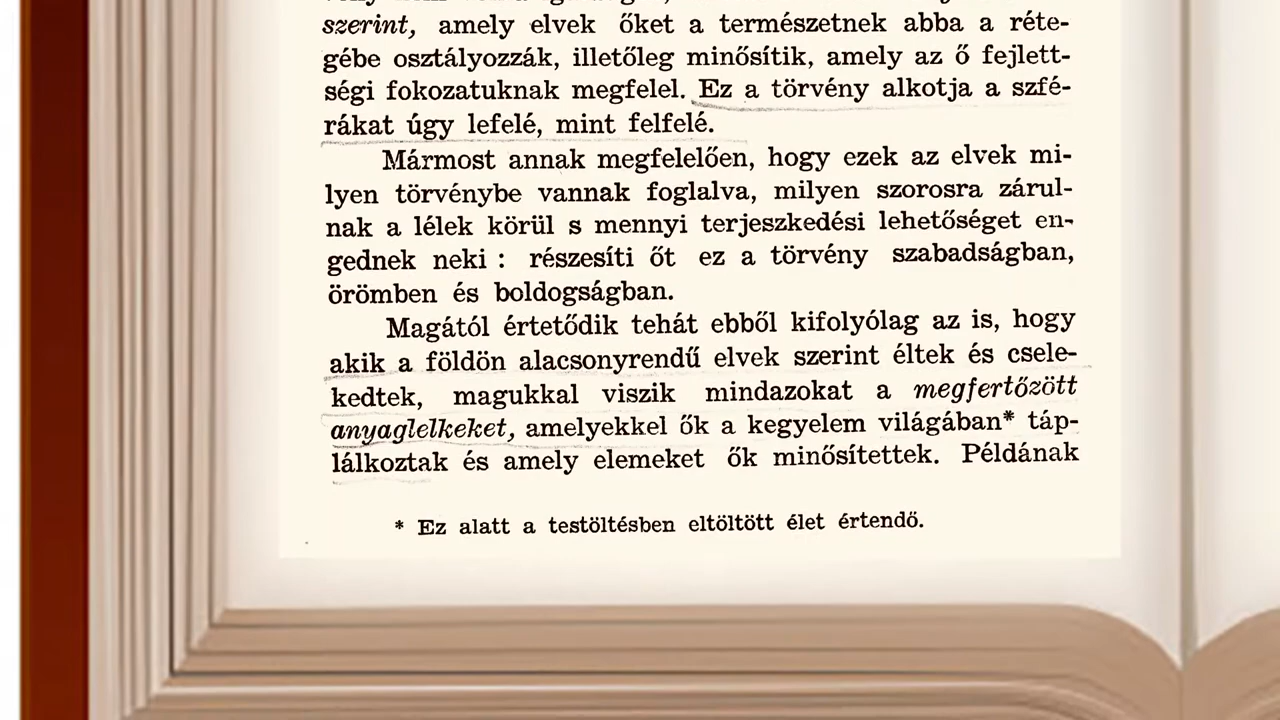 szerint, amely elvek őket a természetnek abba a réte-
gébe osztályozzák, illetőleg minősítik, amely az ő fejlett-
ségi fokozatuknak megfelel. Ez a törvény alkotja a szfé-
rákat úgy lefelé, mint felfelé.
Mármost annak megfelelően, hogy ezek az elvek mi-
lyen törvénybe vannak foglalva, milyen szorosra zárul-
nak a lélek körül s mennyi terjeszkedési lehetőséget en-
gednek neki : részesíti őt ez a törvény szabadságban,
örömben és boldogságban.
Magától értetődik tehát ebből kifolyólag az is, hogy
akik a földön alacsonyrendű elvek szerint éltek és csele-
kedtek, magukkal viszik mindazokat a megfertőzött
anyaglelkeket, amelyekkel ők a kegyelem világában* táp-
lálkoztak és amely elemeket ők minősítettek. Példának
* Ez alatt a testöltésben eltöltött élet értendő.